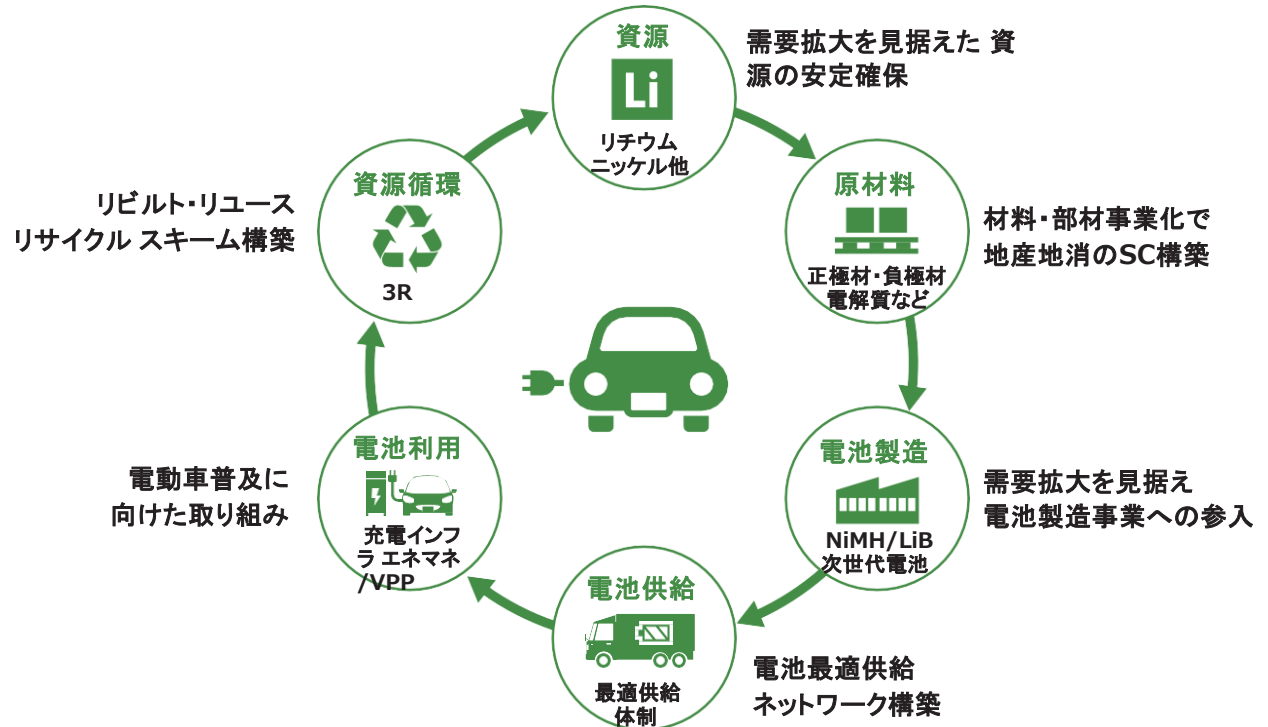 資源
Li
リチウム
ニッケル他
需要拡大を見据えた 資
源の安定確保
原材料
正極材・負極材
電解質など
材料・部材事業化で
地産地消のSC構築
電池製造
NiMH/LiB
次世代電池
需要拡大を見据え
電池製造事業への参入
電池供給
最適供給
体制
電池最適供給
ネットワーク構築
電池利用
充電インフ
ラ エネマネ
/VPP
電動車普及に
向けた取り組み
資源循環
3R
リビルト・リユース
リサイクル スキーム構築